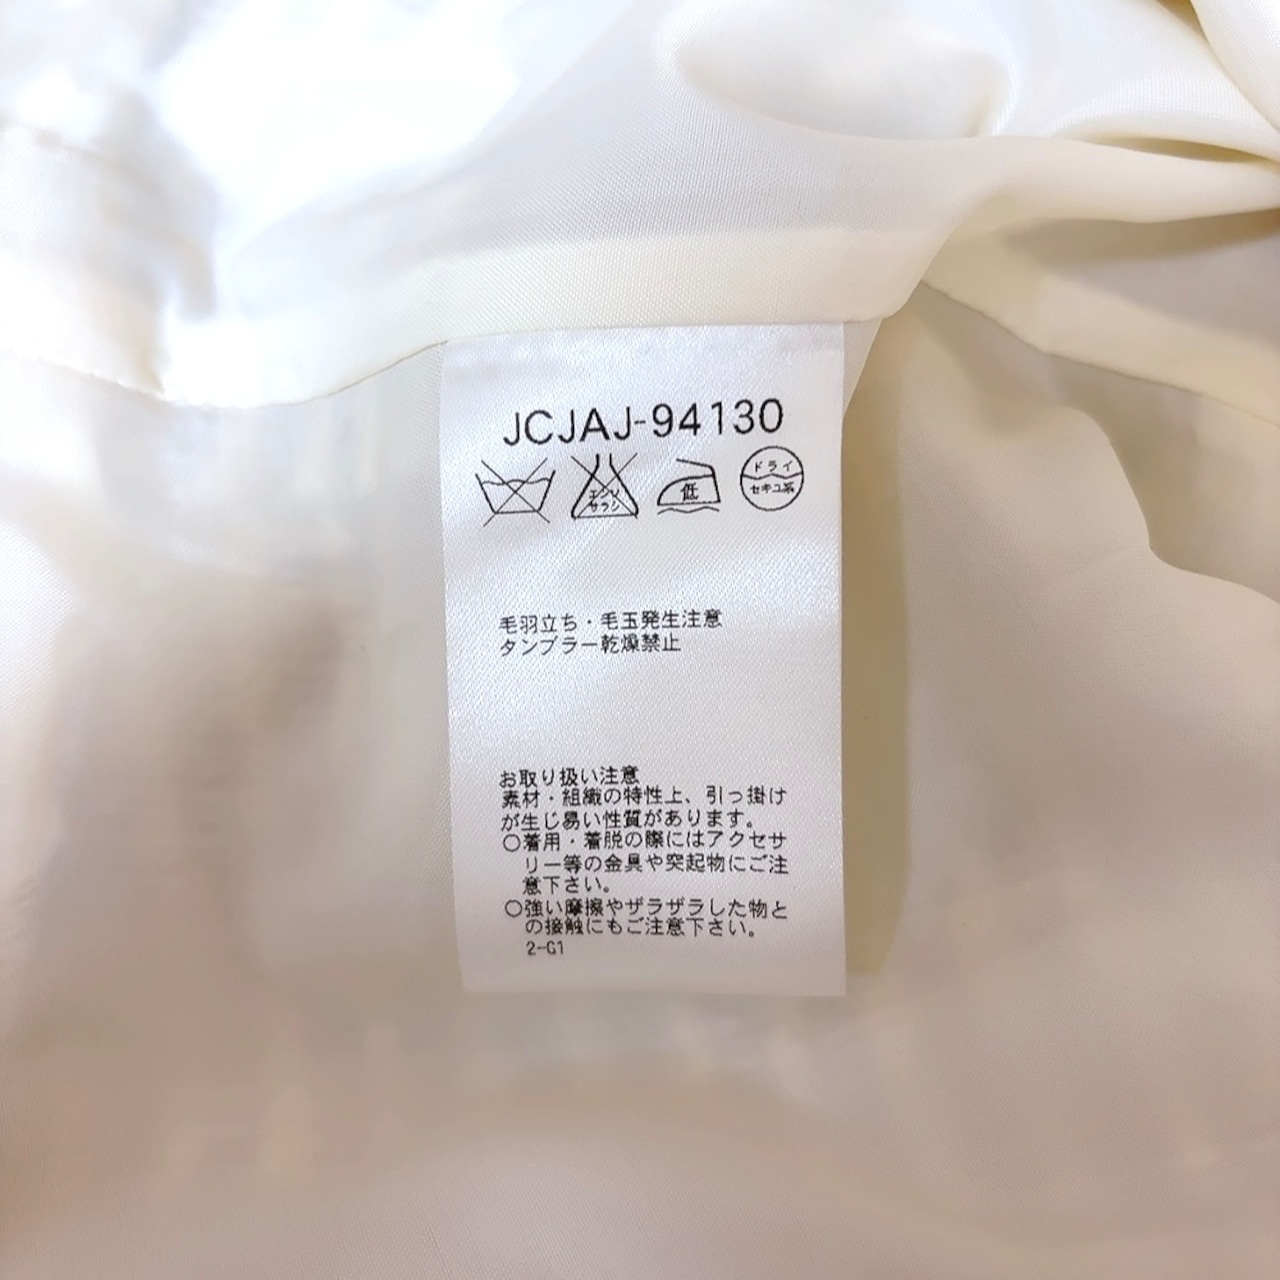 JCJAJ-94130
エンソ サラシ
低
ドライ
セキユ系
毛羽立ち・毛玉発生注意
タンブラー乾燥禁止
お取り扱い注意
素材・組織の特性上、引っ掛け
が生じ易い性質があります。
○着用・着脱の際にはアクセサ
リー等の金具や突起物にご注
意下さい。
○強い摩擦やザラザラした物と
の接触にもご注意下さい。
2-G1